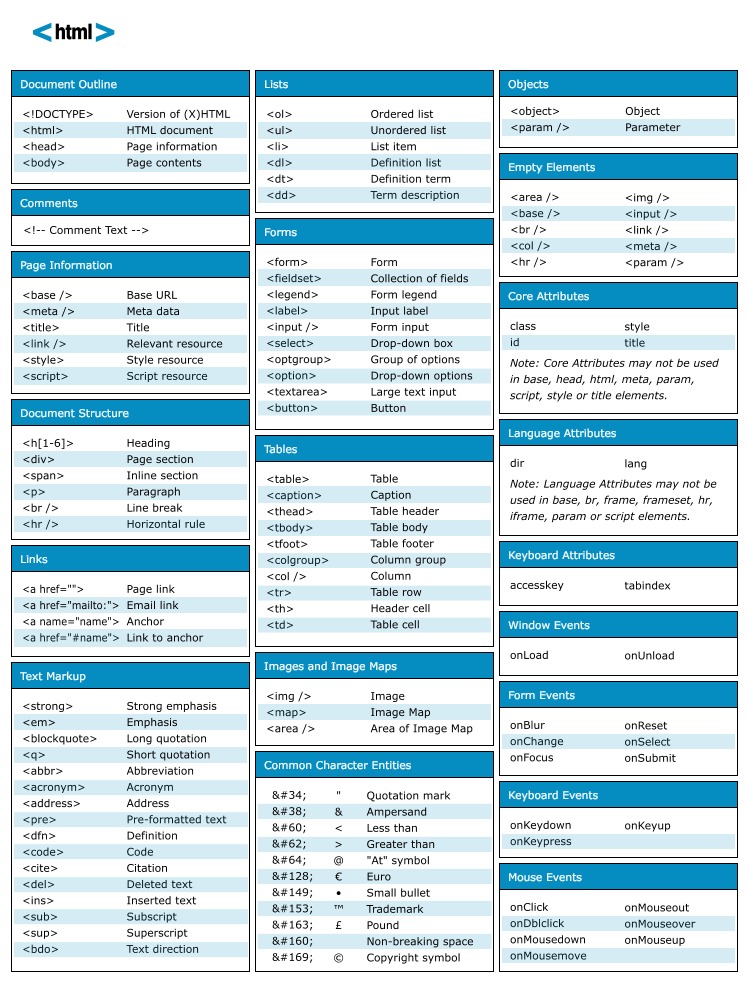 <html>
Document Outline
<!DOCTYPE> Version of (X)HTML
<html> HTML document
<head> Page information
<body> Page contents
Comments
<!-- Comment Text -->
Page Information
<base /> Base URL
<meta /> Meta data
<title> Title
<link /> Relevant resource
<style> Style resource
<script> Script resource
Document Structure
<h[1-6]> Heading
<div> Page section
<span> Inline section
<p> Paragraph
<br /> Line break
<hr /> Horizontal rule
Links
<a href=""> Page link
<a href="mailto:"> Email link
<a name="name"> Anchor
<a href="#name"> Link to anchor
Text Markup
<strong> Strong emphasis
<em> Emphasis
<blockquote> Long quotation
<q> Short quotation
<abbr> Abbreviation
<acronym> Acronym
<address> Address
<pre> Pre-formatted text
<dfn> Definition
<code> Code
<cite> Citation
<del> Deleted text
<ins> Inserted text
<sub> Subscript
<sup> Superscript
<bdo> Text direction
Lists
<ol> Ordered list
<ul> Unordered list
<li> List item
<dl> Definition list
<dt> Definition term
<dd> Term description
Forms
<form> Form
<fieldset> Collection of fields
<legend> Form legend
<label> Input label
<input /> Form input
<select> Drop-down box
<optgroup> Group of options
<option> Drop-down options
<textarea> Large text input
<button> Button
Tables
<table> Table
<caption> Caption
<thead> Table header
<tbody> Table body
<tfoot> Table footer
<colgroup> Column group
<col /> Column
<tr> Table row
<th> Header cell
<td> Table cell
Images and Image Maps
<img /> Image
<map> Image Map
<area /> Area of Image Map
Common Character Entities
&#34; " Quotation mark
&#38; & Ampersand
&#60; < Less than
&#62; > Greater than
&#64; @ "At" symbol
&#128; € Euro
&#149; • Small bullet
&#153; ™ Trademark
&#163; £ Pound
&#160; Non-breaking space
&#169; © Copyright symbol
Objects
<object> Object
<param /> Parameter
Empty Elements
<area /> <img />
<base /> <input />
<br /> <link />
<col /> <meta />
<hr /> <param />
Core Attributes
class style
id title
Note: Core Attributes may not be used
in base, head, html, meta, param,
script, style or title elements.
Language Attributes
dir lang
Note: Language Attributes may not be
used in base, br, frame, frameset, hr,
iframe, param or script elements.
Keyboard Attributes
accesskey tabindex
Window Events
onLoad onUnload
Form Events
onBlur onReset
onChange onSelect
onFocus onSubmit
Keyboard Events
onKeydown onKeyup
onKeypress
Mouse Events
onClick onMouseout
onDblclick onMouseover
onMousedown onMouseup
onMousemove